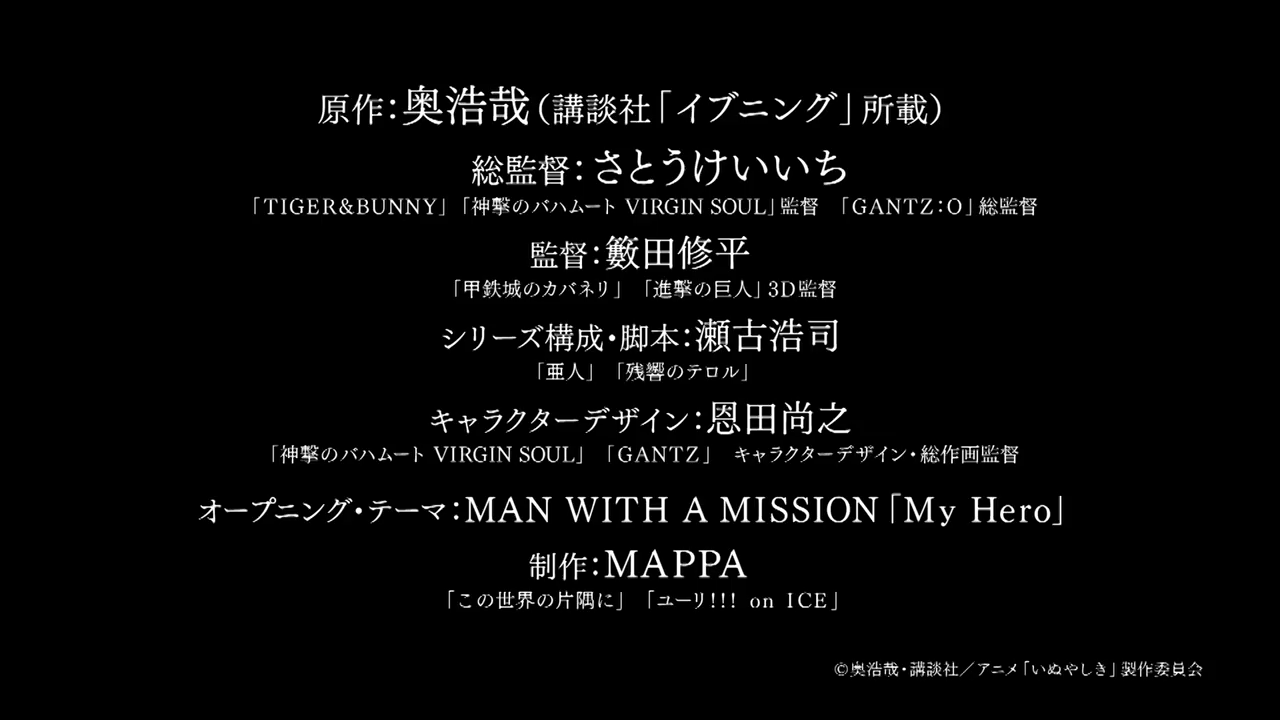 原作：奥浩哉（講談社「イブニング」所載）
総監督：さとうけいいち
「TIGER&BUNNY」「神撃のバハムート VIRGIN SOUL」監督 「GANTZ：O」総監督
監督：籔田修平
「甲鉄城のカバネリ」「進撃の巨人」3D監督
シリーズ構成・脚本：瀬古浩司
「亜人」「残響のテロル」
キャラクターデザイン：恩田尚之
「神撃のバハムート VIRGIN SOUL」「GANTZ」 キャラクターデザイン・総作画監督
オープニング・テーマ：MAN WITH A MISSION「My Hero」
制作：MAPPA
「この世界の片隅に」「ユーリ!!! on ICE」
©奥浩哉・講談社／アニメ「いぬやしき」製作委員会